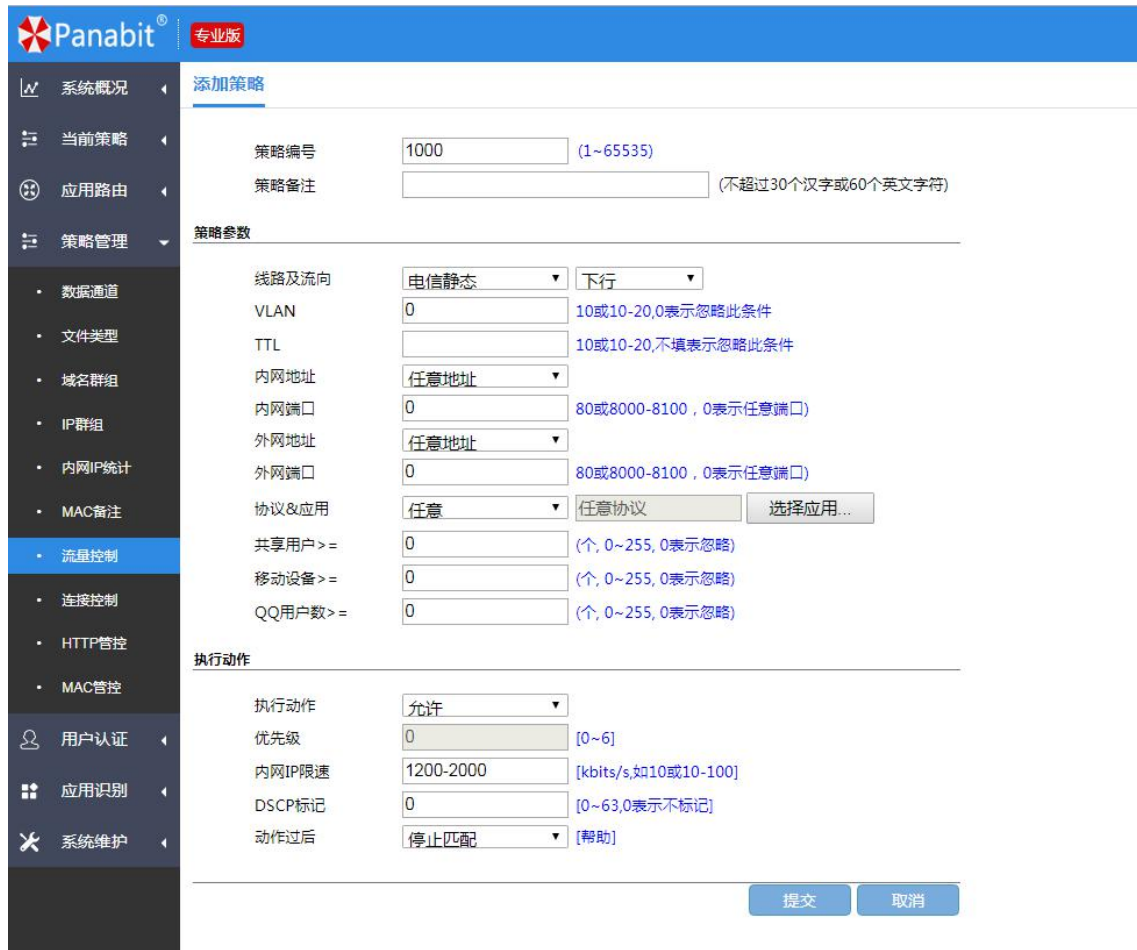 Panabit® 专业版
系统概况
当前策略
应用路由
策略管理
数据通道
文件类型
域名群组
IP群组
内网IP统计
MAC备注
流量控制
连接控制
HTTP管控
MAC管控
用户认证
应用识别
系统维护
添加策略
策略编号 1000 (1~65535)
策略备注 (不超过30个汉字或60个英文字符)
策略参数
线路及流向 电信静态 下行
VLAN 0 10或10-20,0表示忽略此条件
TTL 10或10-20,不填表示忽略此条件
内网地址 任意地址
内网端口 0 80或8000-8100，0表示任意端口)
外网地址 任意地址
外网端口 0 80或8000-8100，0表示任意端口)
协议&应用 任意 任意协议 选择应用...
共享用户>= 0 (个, 0~255, 0表示忽略)
移动设备>= 0 (个, 0~255, 0表示忽略)
QQ用户数>= 0 (个, 0~255, 0表示忽略)
执行动作
执行动作 允许
优先级 0 [0~6]
内网IP限速 1200-2000 [kbits/s,如10或10-100]
DSCP标记 0 [0~63,0表示不标记]
动作过后 停止匹配 [帮助]
提交 取消